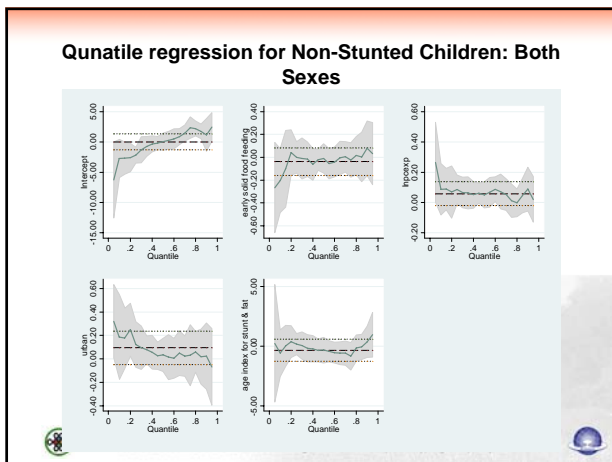 Qunatile regression for Non-Stunted Children: Both
Sexes
Intercept
-15.00 -10.00 -5.00 0.00 5.00
0 .2 .4 .6 .8 1
Quantile
early solid food feeding
-0.60 -0.40 -0.20 0.00 0.20 0.40
0 .2 .4 .6 .8 1
Quantile
lnpcexp
-0.20 0.00 0.20 0.40 0.60
0 .2 .4 .6 .8 1
Quantile
urban
-0.40 -0.20 0.00 0.20 0.40 0.60
0 .2 .4 .6 .8 1
Quantile
age index for stunt & fat
-5.00 0.00 5.00
0 .2 .4 .6 .8 1
Quantile